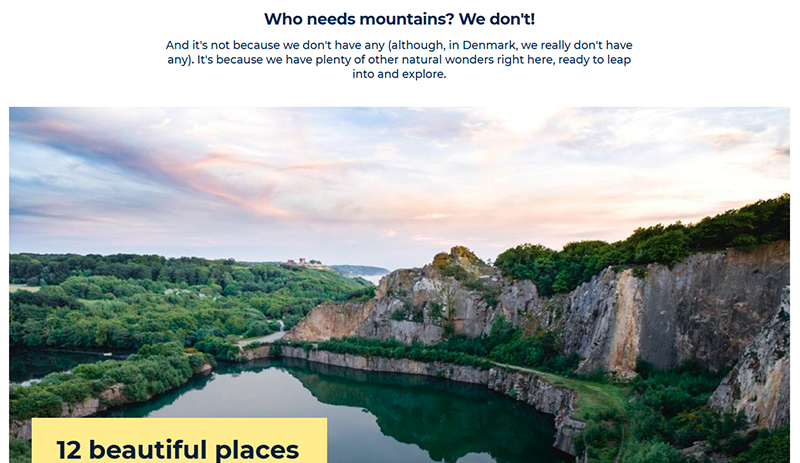 Who needs mountains? We don't!
And it's not because we don't have any (although, in Denmark, we really don't have
any). It's because we have plenty of other natural wonders right here, ready to leap
into and explore.
12 beautiful places